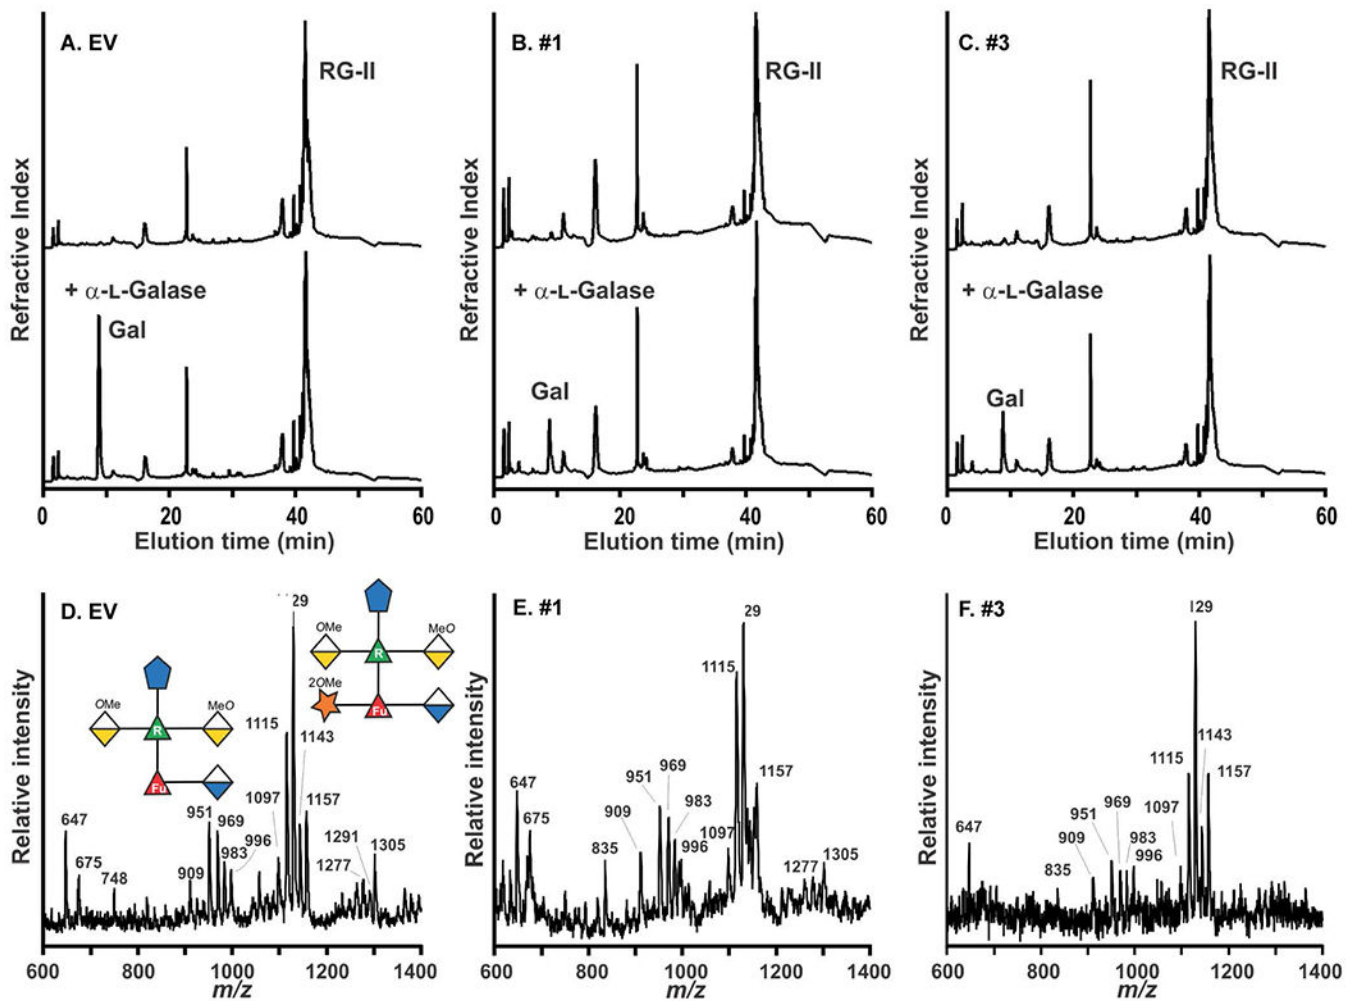 A. EV
RG-II
+ α-L-Galase
Gal
Refractive Index
Refractive Index
0 20 40 60
Elution time (min)
B. #1
RG-II
+ α-L-Galase
Gal
Refractive Index
0 20 40 60
Elution time (min)
C. #3
RG-II
+ α-L-Galase
Gal
Refractive Index
0 20 40 60
Elution time (min)
D. EV
OMe
MeO
R
Fu
OMe
MeO
R
2OMe
Fu
29
1115
1143
1097
1157
951
969
983
996
909
647
675
748
1291
1277
1305
Relative intensity
600 800 1000 1200 1400
m/z
E. #1
29
1115
1157
969
951
983
909
996
1097
647
675
835
1277
1305
Relative intensity
600 800 1000 1200 1400
m/z
F. #3
129
1115
1143
1157
1097
969
951
983
909
996
835
647
Relative intensity
600 800 1000 1200 1400
m/z